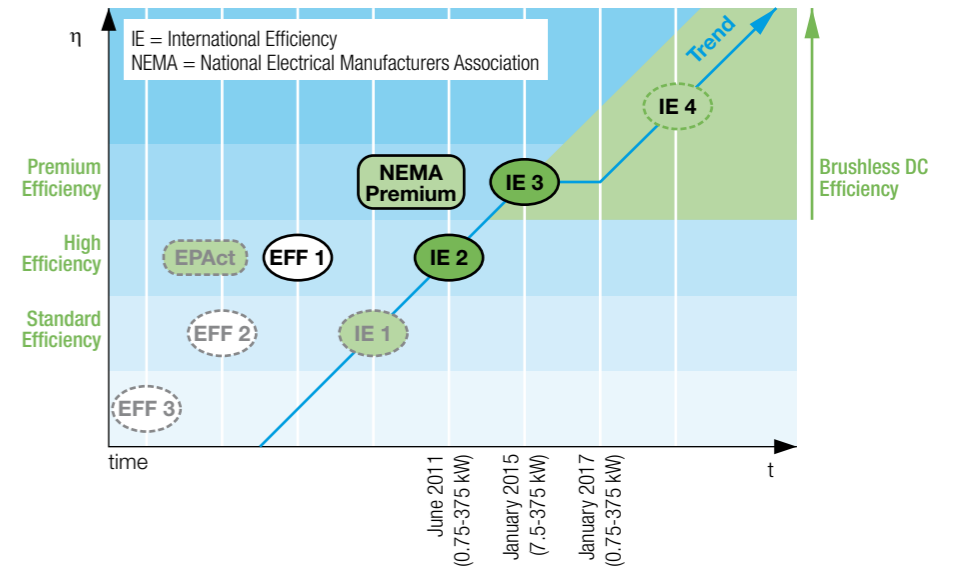 η
IE = International Efficiency
NEMA = National Electrical Manufacturers Association
Trend
IE 4
Premium
Efficiency
NEMA
Premium
IE 3
Brushless DC
Efficiency
High
Efficiency
EPAct
EFF 1
IE 2
Standard
Efficiency
EFF 2
IE 1
EFF 3
time
t
June 2011
(0.75-375 kW)
January 2015
(7.5-375 kW)
January 2017
(0.75-375 kW)